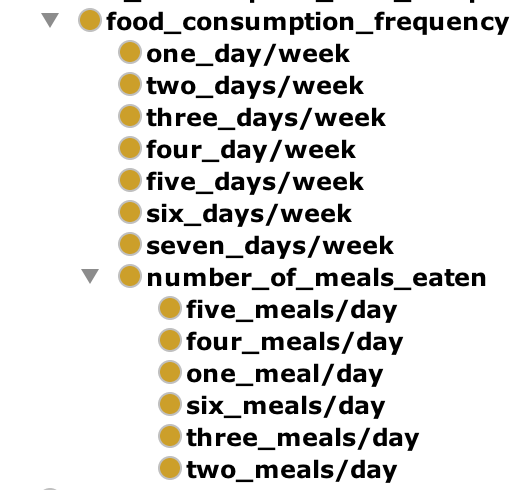 food_consumption_frequency
one_day/week
two_days/week
three_days/week
four_day/week
five_days/week
six_days/week
seven_days/week
number_of_meals_eaten
five_meals/day
four_meals/day
one_meal/day
six_meals/day
three_meals/day
two_meals/day